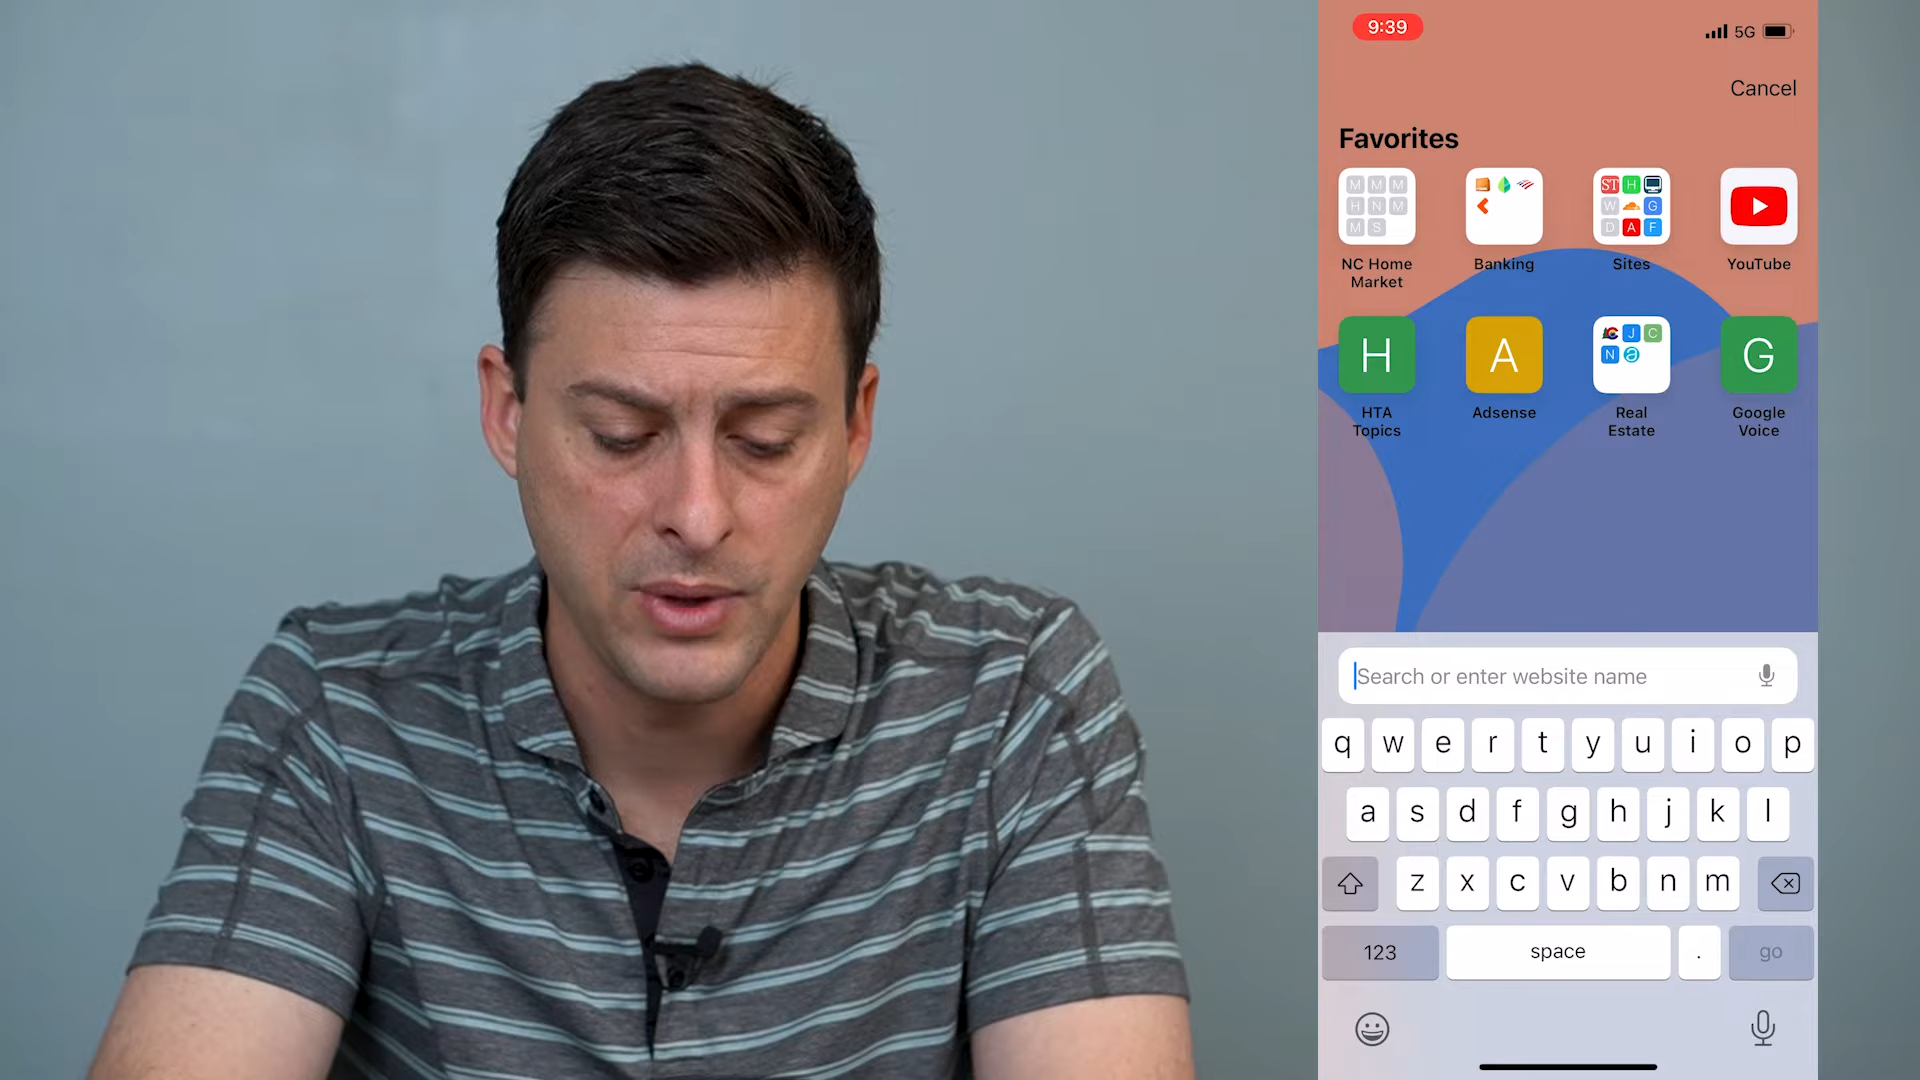 9:39
5G
Cancel
Favorites
M M M
H N M
M S
ST H
W G
D A F
NC Home
Market
Banking
Sites
YouTube
H
A
J C
N a
G
HTA
Topics
Adsense
Real
Estate
Google
Voice
Search or enter website name
q w e r t y u i o p
a s d f g h j k l
z x c v b n m
123 space . go